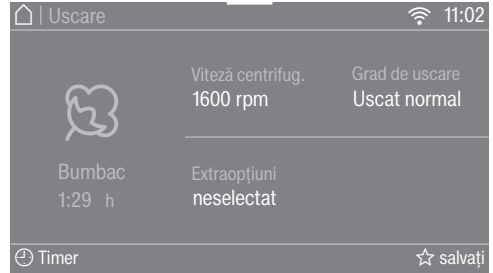 | Uscare
11:02
Viteză centrifug.
1600 rpm
Grad de uscare
Uscat normal
Bumbac
1:29 h
Extraopțiuni
neselectat
Timer
salvați